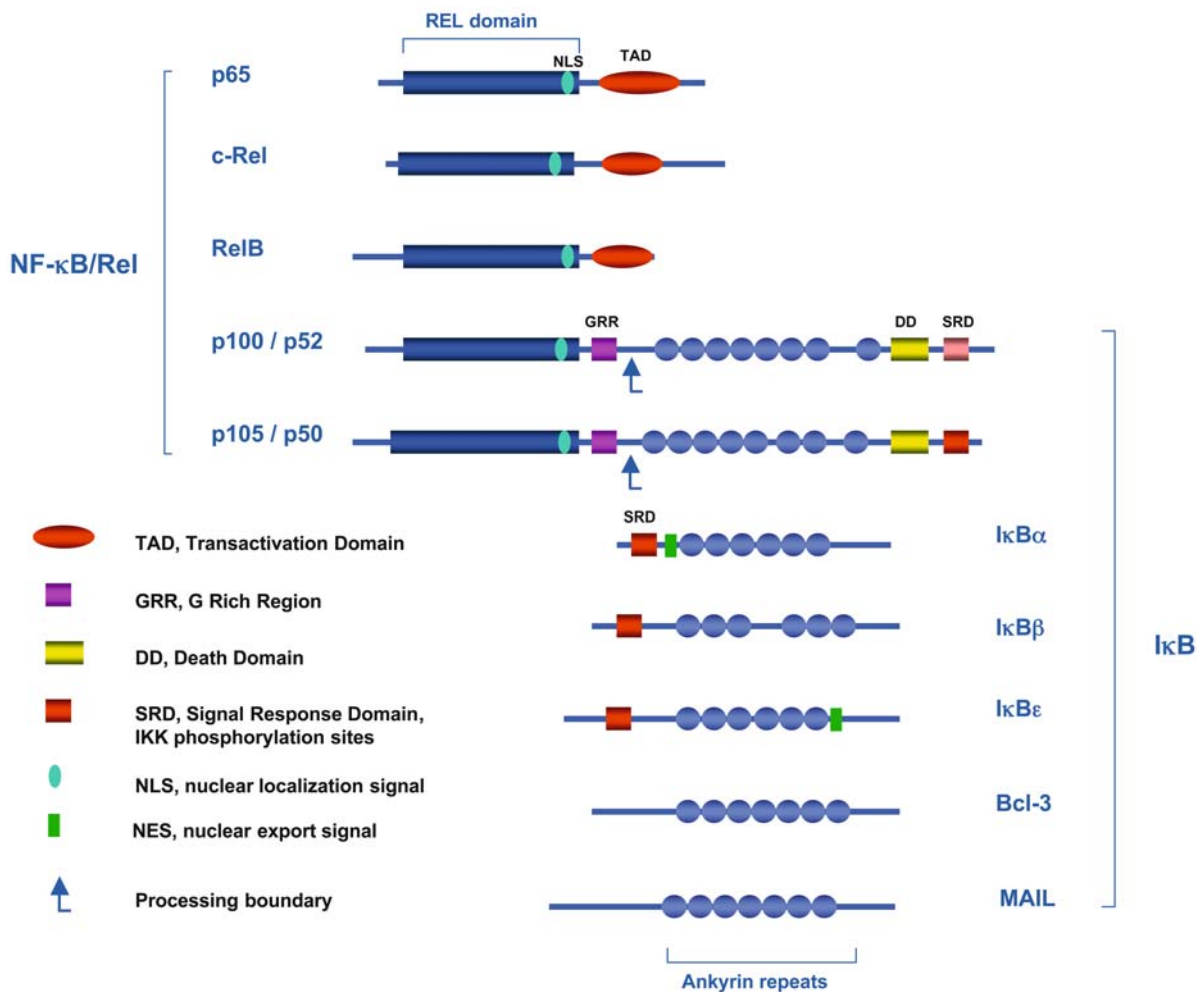 REL domain
NLS
TAD
p65
c-Rel
RelB
NF-κB/Rel
GRR
DD
SRD
p100 / p52
p105 / p50
SRD
TAD, Transactivation Domain
IκBα
GRR, G Rich Region
IκBβ
IκB
DD, Death Domain
SRD, Signal Response Domain,
IKK phosphorylation sites
IκBε
NLS, nuclear localization signal
Bcl-3
NES, nuclear export signal
Processing boundary
MAIL
Ankyrin repeats